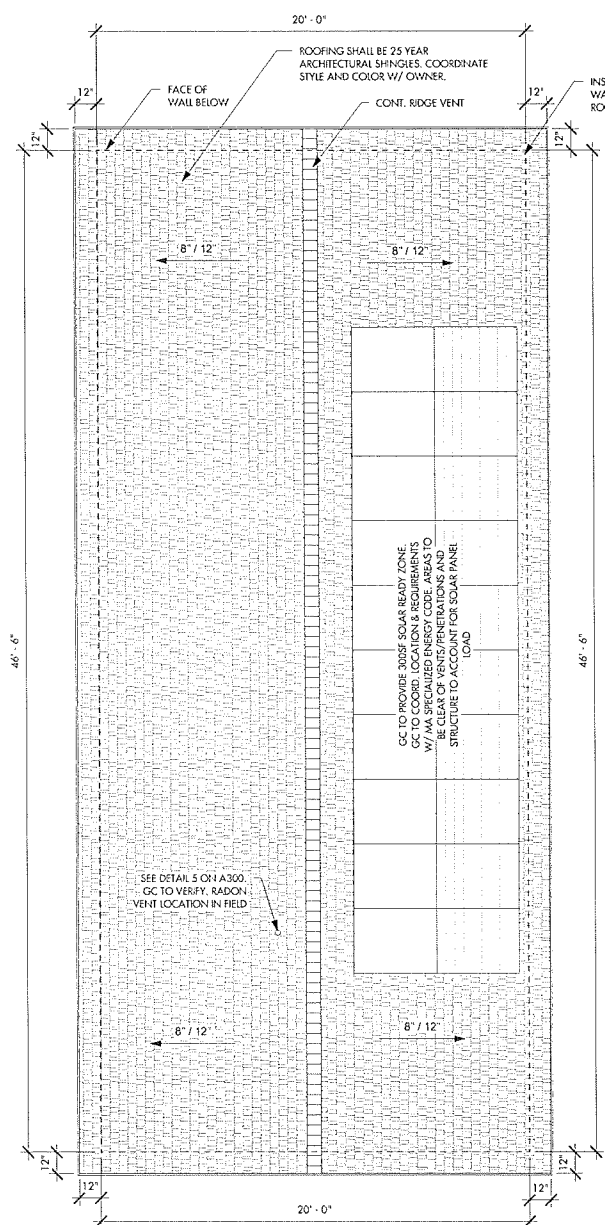 20' - 0"
ROOFING SHALL BE 25 YEAR
ARCHITECTURAL SHINGLES. COORDINATE
STYLE AND COLOR W/ OWNER.
12"
FACE OF
WALL BELOW
CONT. RIDGE VENT
12"
INS
WA
RO
12"
12"
8" / 12"
8" / 12"
46' - 6"
GC TO PROVIDE 300SF SOLAR READY ZONE.
GC TO COORD. LOCATION & REQUIREMENTS
W/ MA SPECIALIZED ENERGY CODE. AREAS TO
BE CLEAR OF VENTS/PENETRATIONS AND
STRUCTURE TO ACCOUNT FOR SOLAR PANEL
LOAD
46' - 6"
SEE DETAIL 5 ON A300.
GC TO VERIFY. RADON
VENT LOCATION IN FIELD
8" / 12"
8" / 12"
12"
12"
12"
12"
20' - 0"